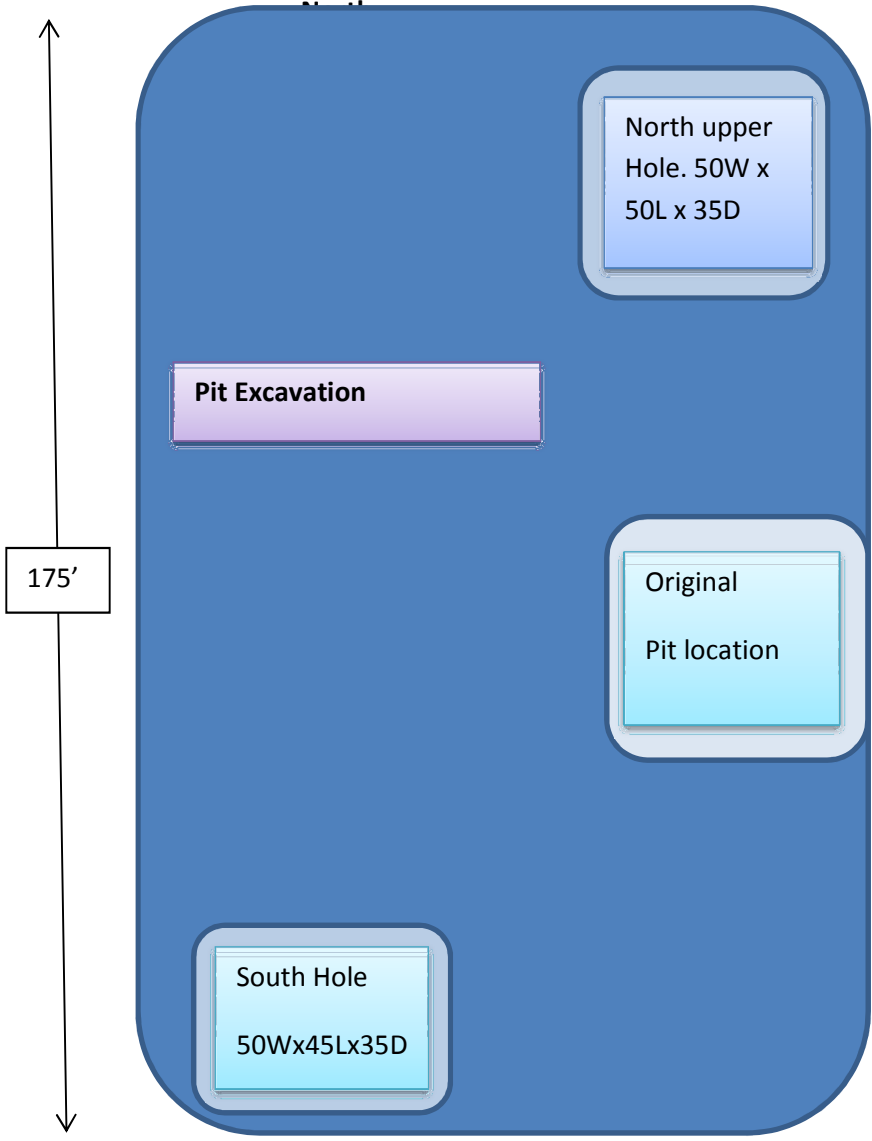 North upper
Hole. 50W x
50L x 35D
Pit Excavation
175’
Original
Pit location
South Hole
50Wx45Lx35D